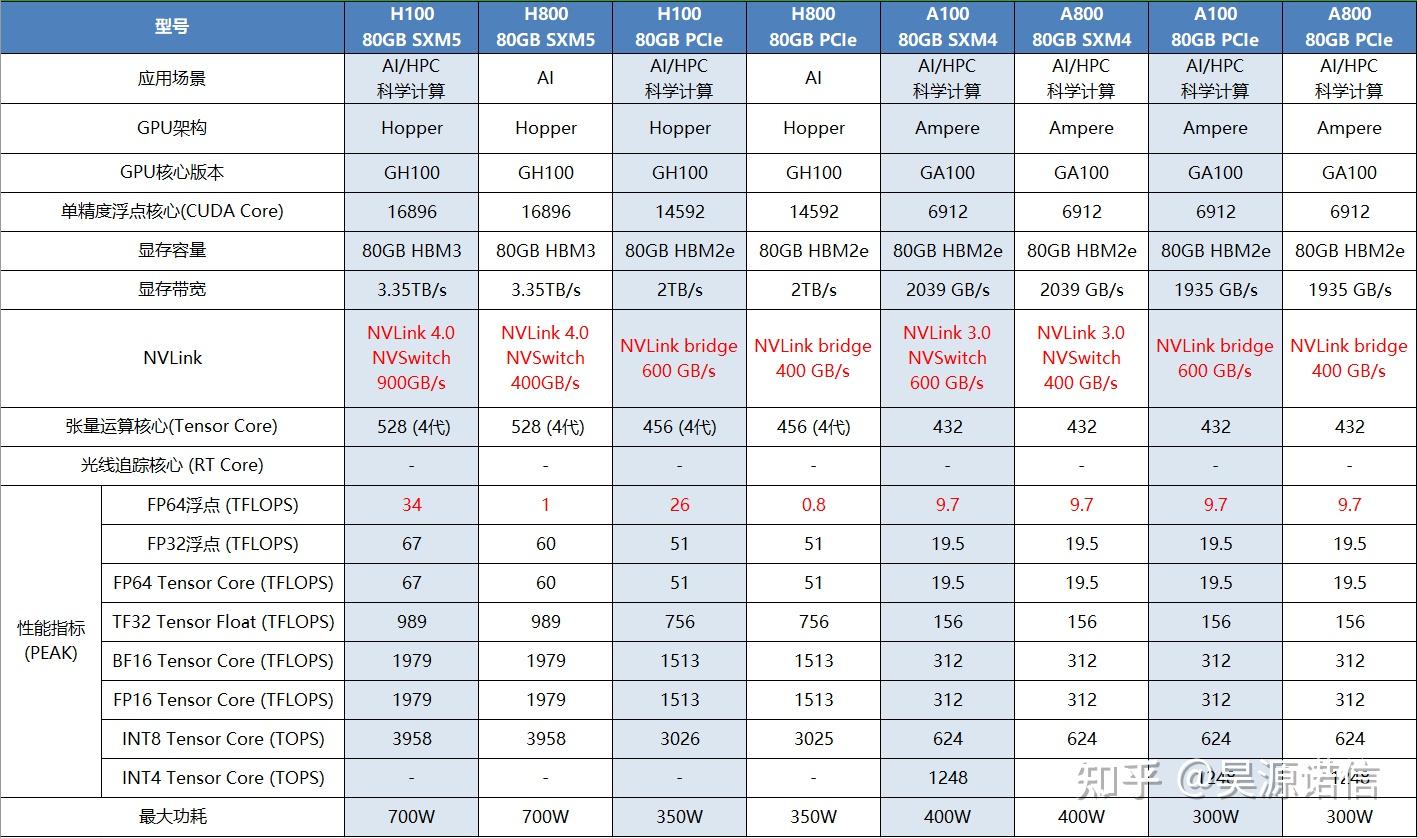 型号 H100 H800 H100 H800 A100 A800 A100 A800
80GB SXM5 80GB SXM5 80GB PCIe 80GB PCIe 80GB SXM4 80GB SXM4 80GB PCIe 80GB PCIe
应用场景 AI/HPC AI AI/HPC AI AI/HPC AI/HPC AI/HPC AI/HPC
科学计算 科学计算 科学计算 科学计算 科学计算 科学计算
GPU架构 Hopper Hopper Hopper Hopper Ampere Ampere Ampere Ampere
GPU核心版本 GH100 GH100 GH100 GH100 GA100 GA100 GA100 GA100
单精度浮点核心(CUDA Core) 16896 16896 14592 14592 6912 6912 6912 6912
显存容量 80GB HBM3 80GB HBM3 80GB HBM2e 80GB HBM2e 80GB HBM2e 80GB HBM2e 80GB HBM2e 80GB HBM2e
显存带宽 3.35TB/s 3.35TB/s 2TB/s 2TB/s 2039 GB/s 2039 GB/s 1935 GB/s 1935 GB/s
NVLink 4.0 NVLink 4.0 NVLink 3.0 NVLink 3.0
NVLink NVSwitch NVSwitch NVLink bridge NVLink bridge NVSwitch NVSwitch NVLink bridge NVLink bridge
900GB/s 400GB/s 600 GB/s 400 GB/s 600 GB/s 400 GB/s 600 GB/s 400 GB/s
张量运算核心(Tensor Core) 528 (4代) 528 (4代) 456 (4代) 456 (4代) 432 432 432 432
光线追踪核心 (RT Core) - - - - - - - -
性能指标
(PEAK)
FP64浮点 (TFLOPS) 34 1 26 0.8 9.7 9.7 9.7 9.7
FP32浮点 (TFLOPS) 67 60 51 51 19.5 19.5 19.5 19.5
FP64 Tensor Core (TFLOPS) 67 60 51 51 19.5 19.5 19.5 19.5
TF32 Tensor Float (TFLOPS) 989 989 756 756 156 156 156 156
BF16 Tensor Core (TFLOPS) 1979 1979 1513 1513 312 312 312 312
FP16 Tensor Core (TFLOPS) 1979 1979 1513 1513 312 312 312 312
INT8 Tensor Core (TOPS) 3958 3958 3026 3025 624 624 624 624
INT4 Tensor Core (TOPS) - - - - 1248 1248 1248
最大功耗 700W 700W 350W 350W 400W 400W 300W 300W
知乎 @昊源诺信